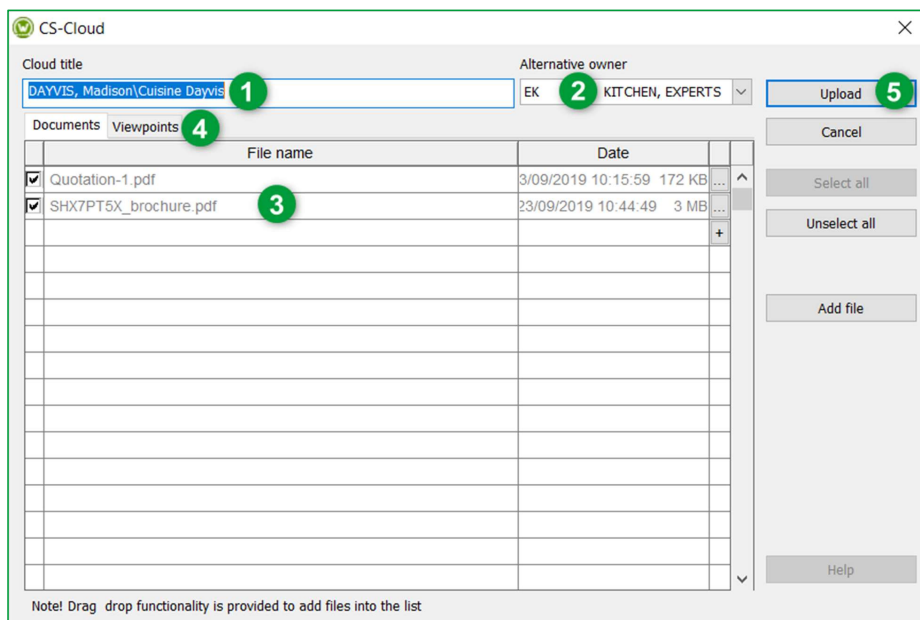 CS-Cloud
Cloud title
Alternative owner
DAYVIS, Madison\Cuisine Dayvis 1
EK 2 KITCHEN, EXPERTS
Upload 5
Documents Viewpoints 4
Cancel
File name Date
Quotation-1.pdf 3/09/2019 10:15:59 172 KB ...
Select all
SHX7PT5X_brochure.pdf 3 23/09/2019 10:44:49 3 MB ...
Unselect all
+
Add file
Help
Note! Drag drop functionality is provided to add files into the list